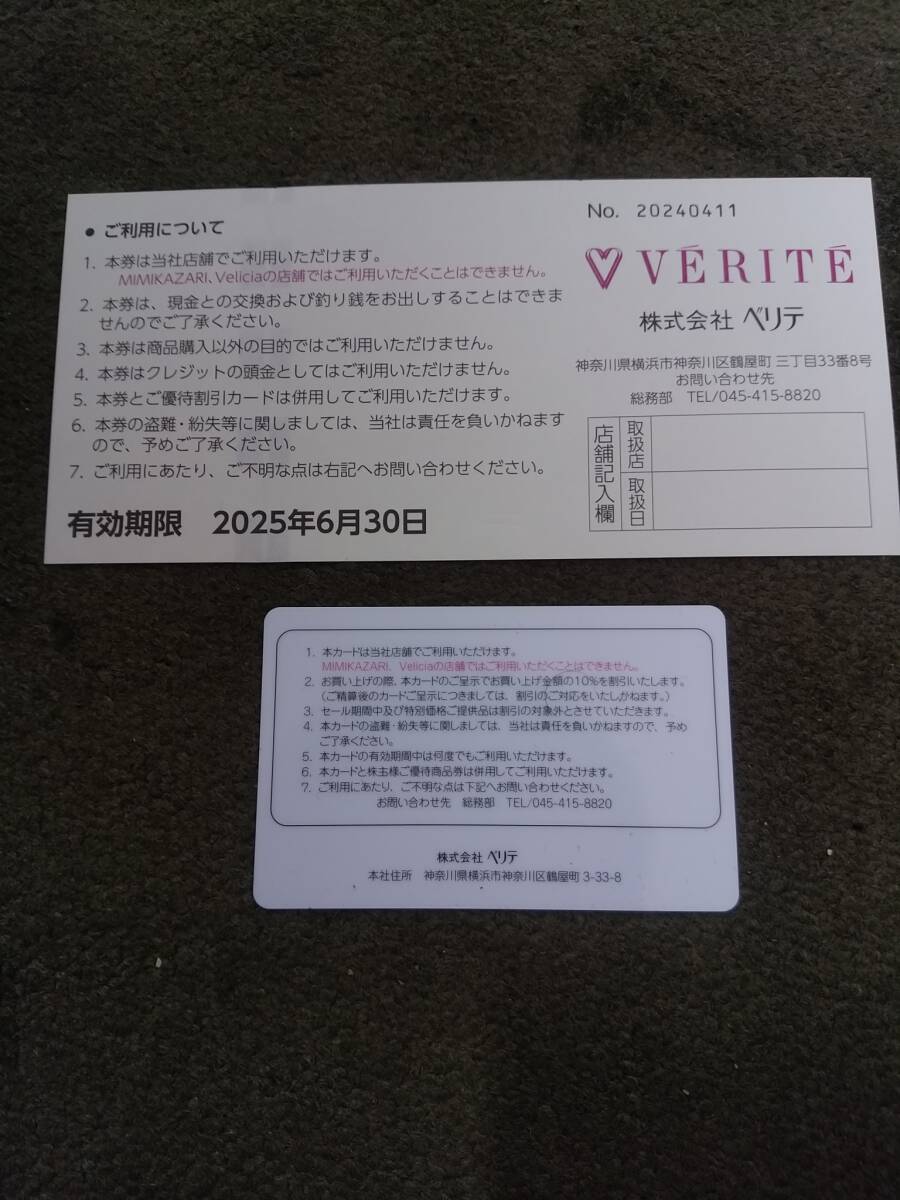 ● ご利用について
1. 本券は当社店舗でご利用いただけます。
MIMIKAZARI、Veliciaの店舗ではご利用いただくことはできません。
2. 本券は、現金との交換および釣り銭をお出しすることはできま
せんのでご了承ください。
3. 本券は商品購入以外の目的ではご利用いただけません。
4. 本券はクレジットの頭金としてはご利用いただけません。
5. 本券とご優待割引カードは併用してご利用いただけます。
6. 本券の盗難・紛失等に関しましては、当社は責任を負いかねます
ので、予めご了承ください。
7. ご利用にあたり、ご不明な点は右記へお問い合わせください。
有効期限 2025年6月30日
No. 20240411
VÉRITÉ
株式会社 ベリテ
神奈川県横浜市神奈川区鶴屋町 三丁目33番8号
お問い合わせ先
総務部 TEL/045-415-8820
店舗記入欄
取扱店
取扱日
1. 本カードは当社店舗でご利用いただけます。
MIMIKAZARI、Veliciaの店舗ではご利用いただくことはできません。
2. お買い上げの際、本カードのご呈示でお買い上げ金額の10%を割引いたします。
(ご精算後のカードご呈示につきましては、割引のご対応をいたしかねます。)
3. セール期間中及び特別価格ご提供品は割引の対象外とさせていただきます。
4. 本カードの盗難・紛失等に関しましては、当社は責任を負いかねますので、予め
ご了承ください。
5. 本カードの有効期間中は何度でもご利用いただけます。
6. 本カードと株主様ご優待商品券は併用してご利用いただけます。
7. ご利用にあたり、ご不明な点は下記へお問い合わせください。
お問い合わせ先 総務部 TEL/045-415-8820
株式会社 ベリテ
本社住所 神奈川県横浜市神奈川区鶴屋町 3-33-8